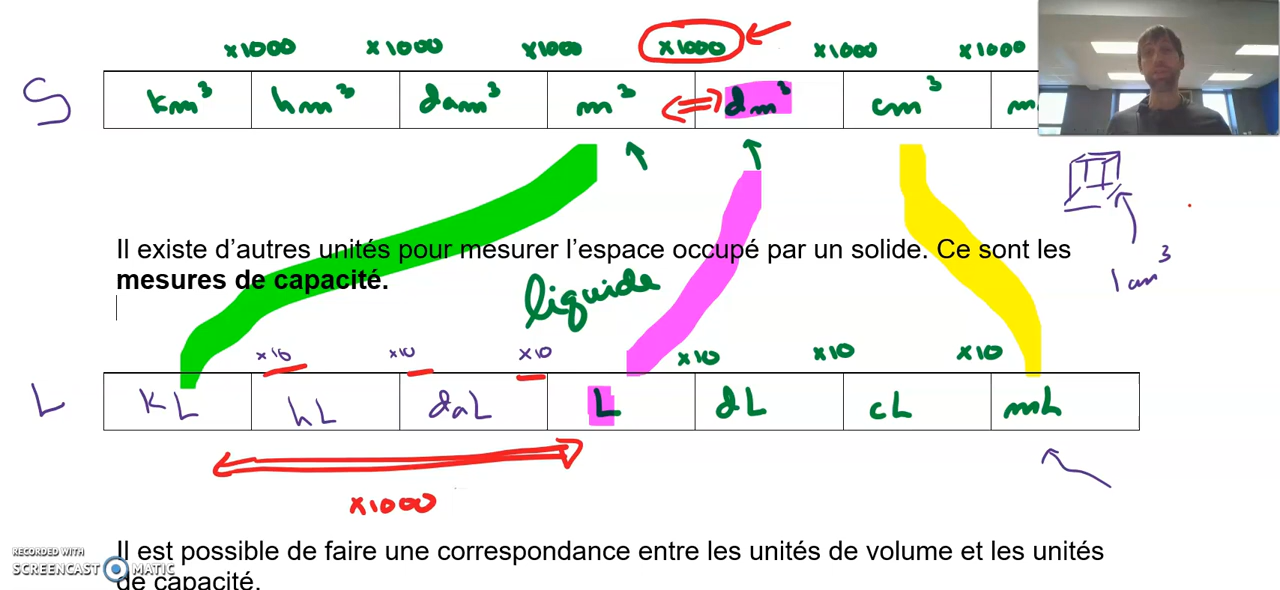 x1000 x1000 x1000 x1000 x1000 x1000
S
km³ hm³ dam³ m³ dm³ cm³ m
Il existe d'autres unités pour mesurer l'espace occupé par un solide. Ce sont les
mesures de capacité.
liquide
1 cm³
x10 x10 x10 x10 x10 x10
L
kL hL daL L dL cL mL
x1000
Il est possible de faire une correspondance entre les unités de volume et les unités
de capacité.
RECORDED WITH
SCREENCAST MATIC